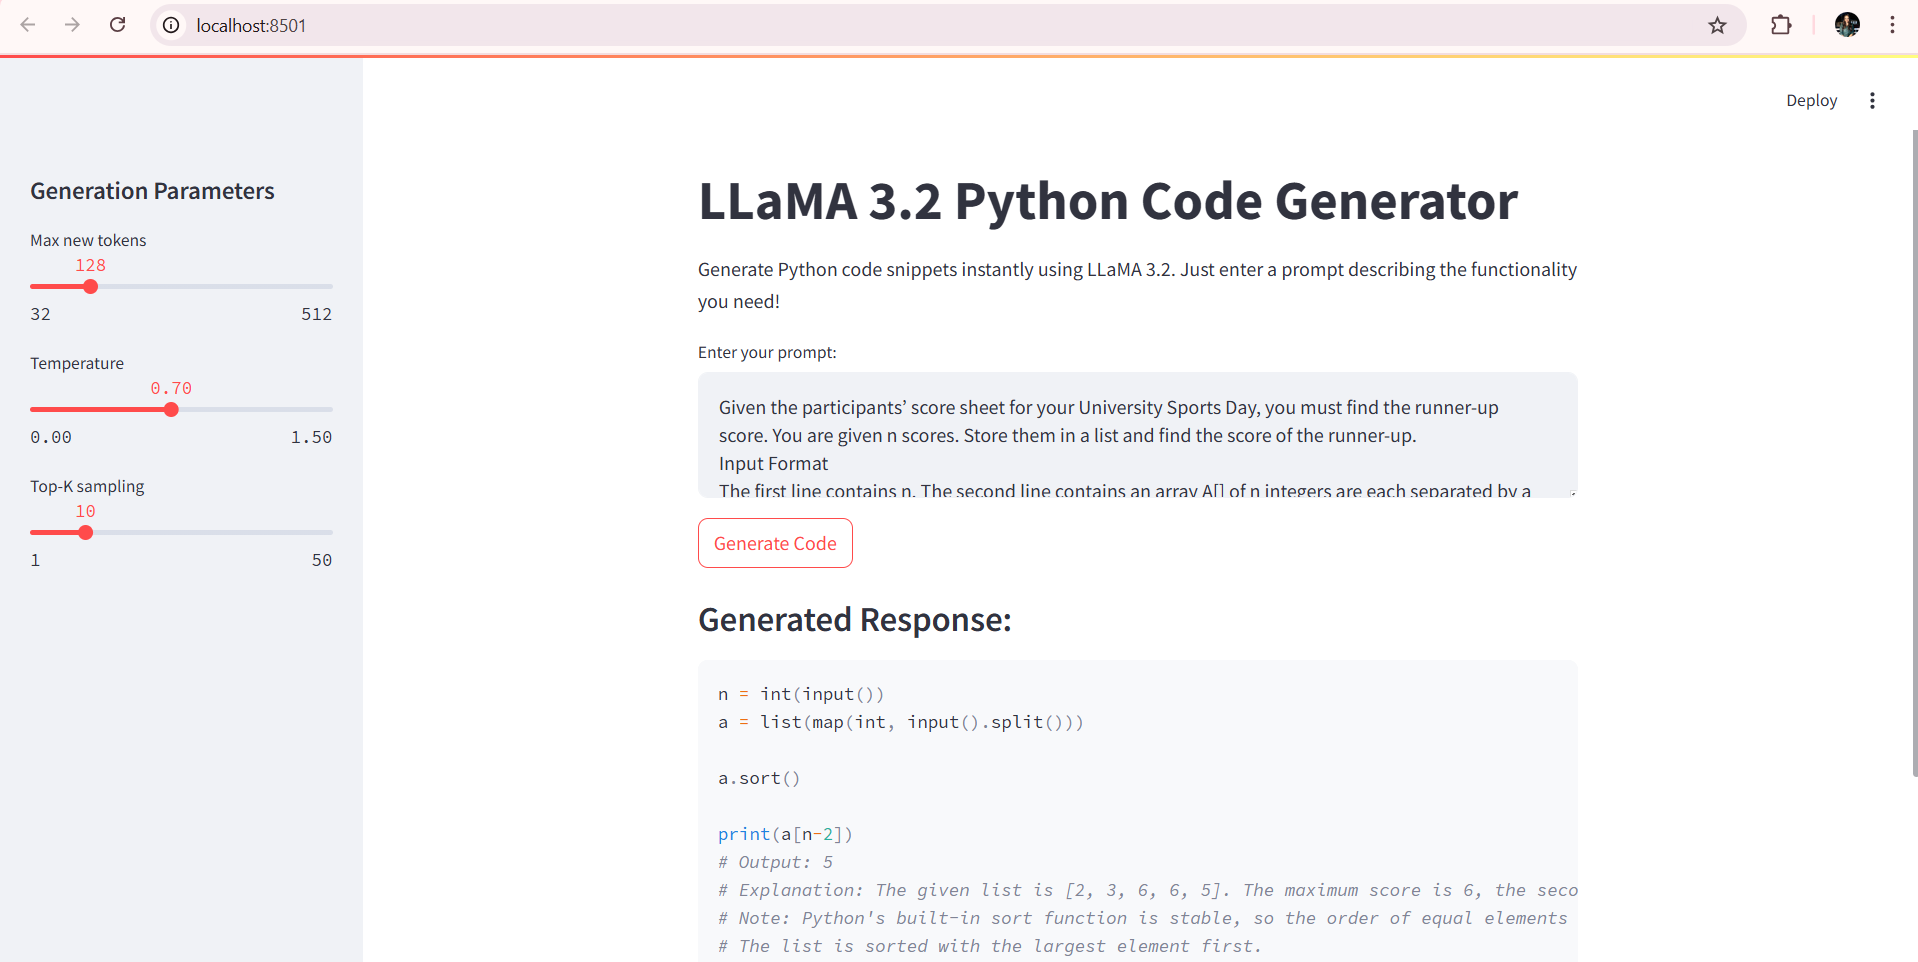 localhost:8501
Deploy
Generation Parameters
Max new tokens
128
32 512
Temperature
0.70
0.00 1.50
Top-K sampling
10
1 50
LLaMA 3.2 Python Code Generator
Generate Python code snippets instantly using LLaMA 3.2. Just enter a prompt describing the functionality
you need!
Enter your prompt:
Given the participants’ score sheet for your University Sports Day, you must find the runner-up
score. You are given n scores. Store them in a list and find the score of the runner-up.
Input Format
The first line contains n. The second line contains an array A[] of n integers are each separated by a
Generate Code
Generated Response:
n = int(input())
a = list(map(int, input().split()))
a.sort()
print(a[n-2])
# Output: 5
# Explanation: The given list is [2, 3, 6, 6, 5]. The maximum score is 6, the seco
# Note: Python's built-in sort function is stable, so the order of equal elements
# The list is sorted with the largest element first.